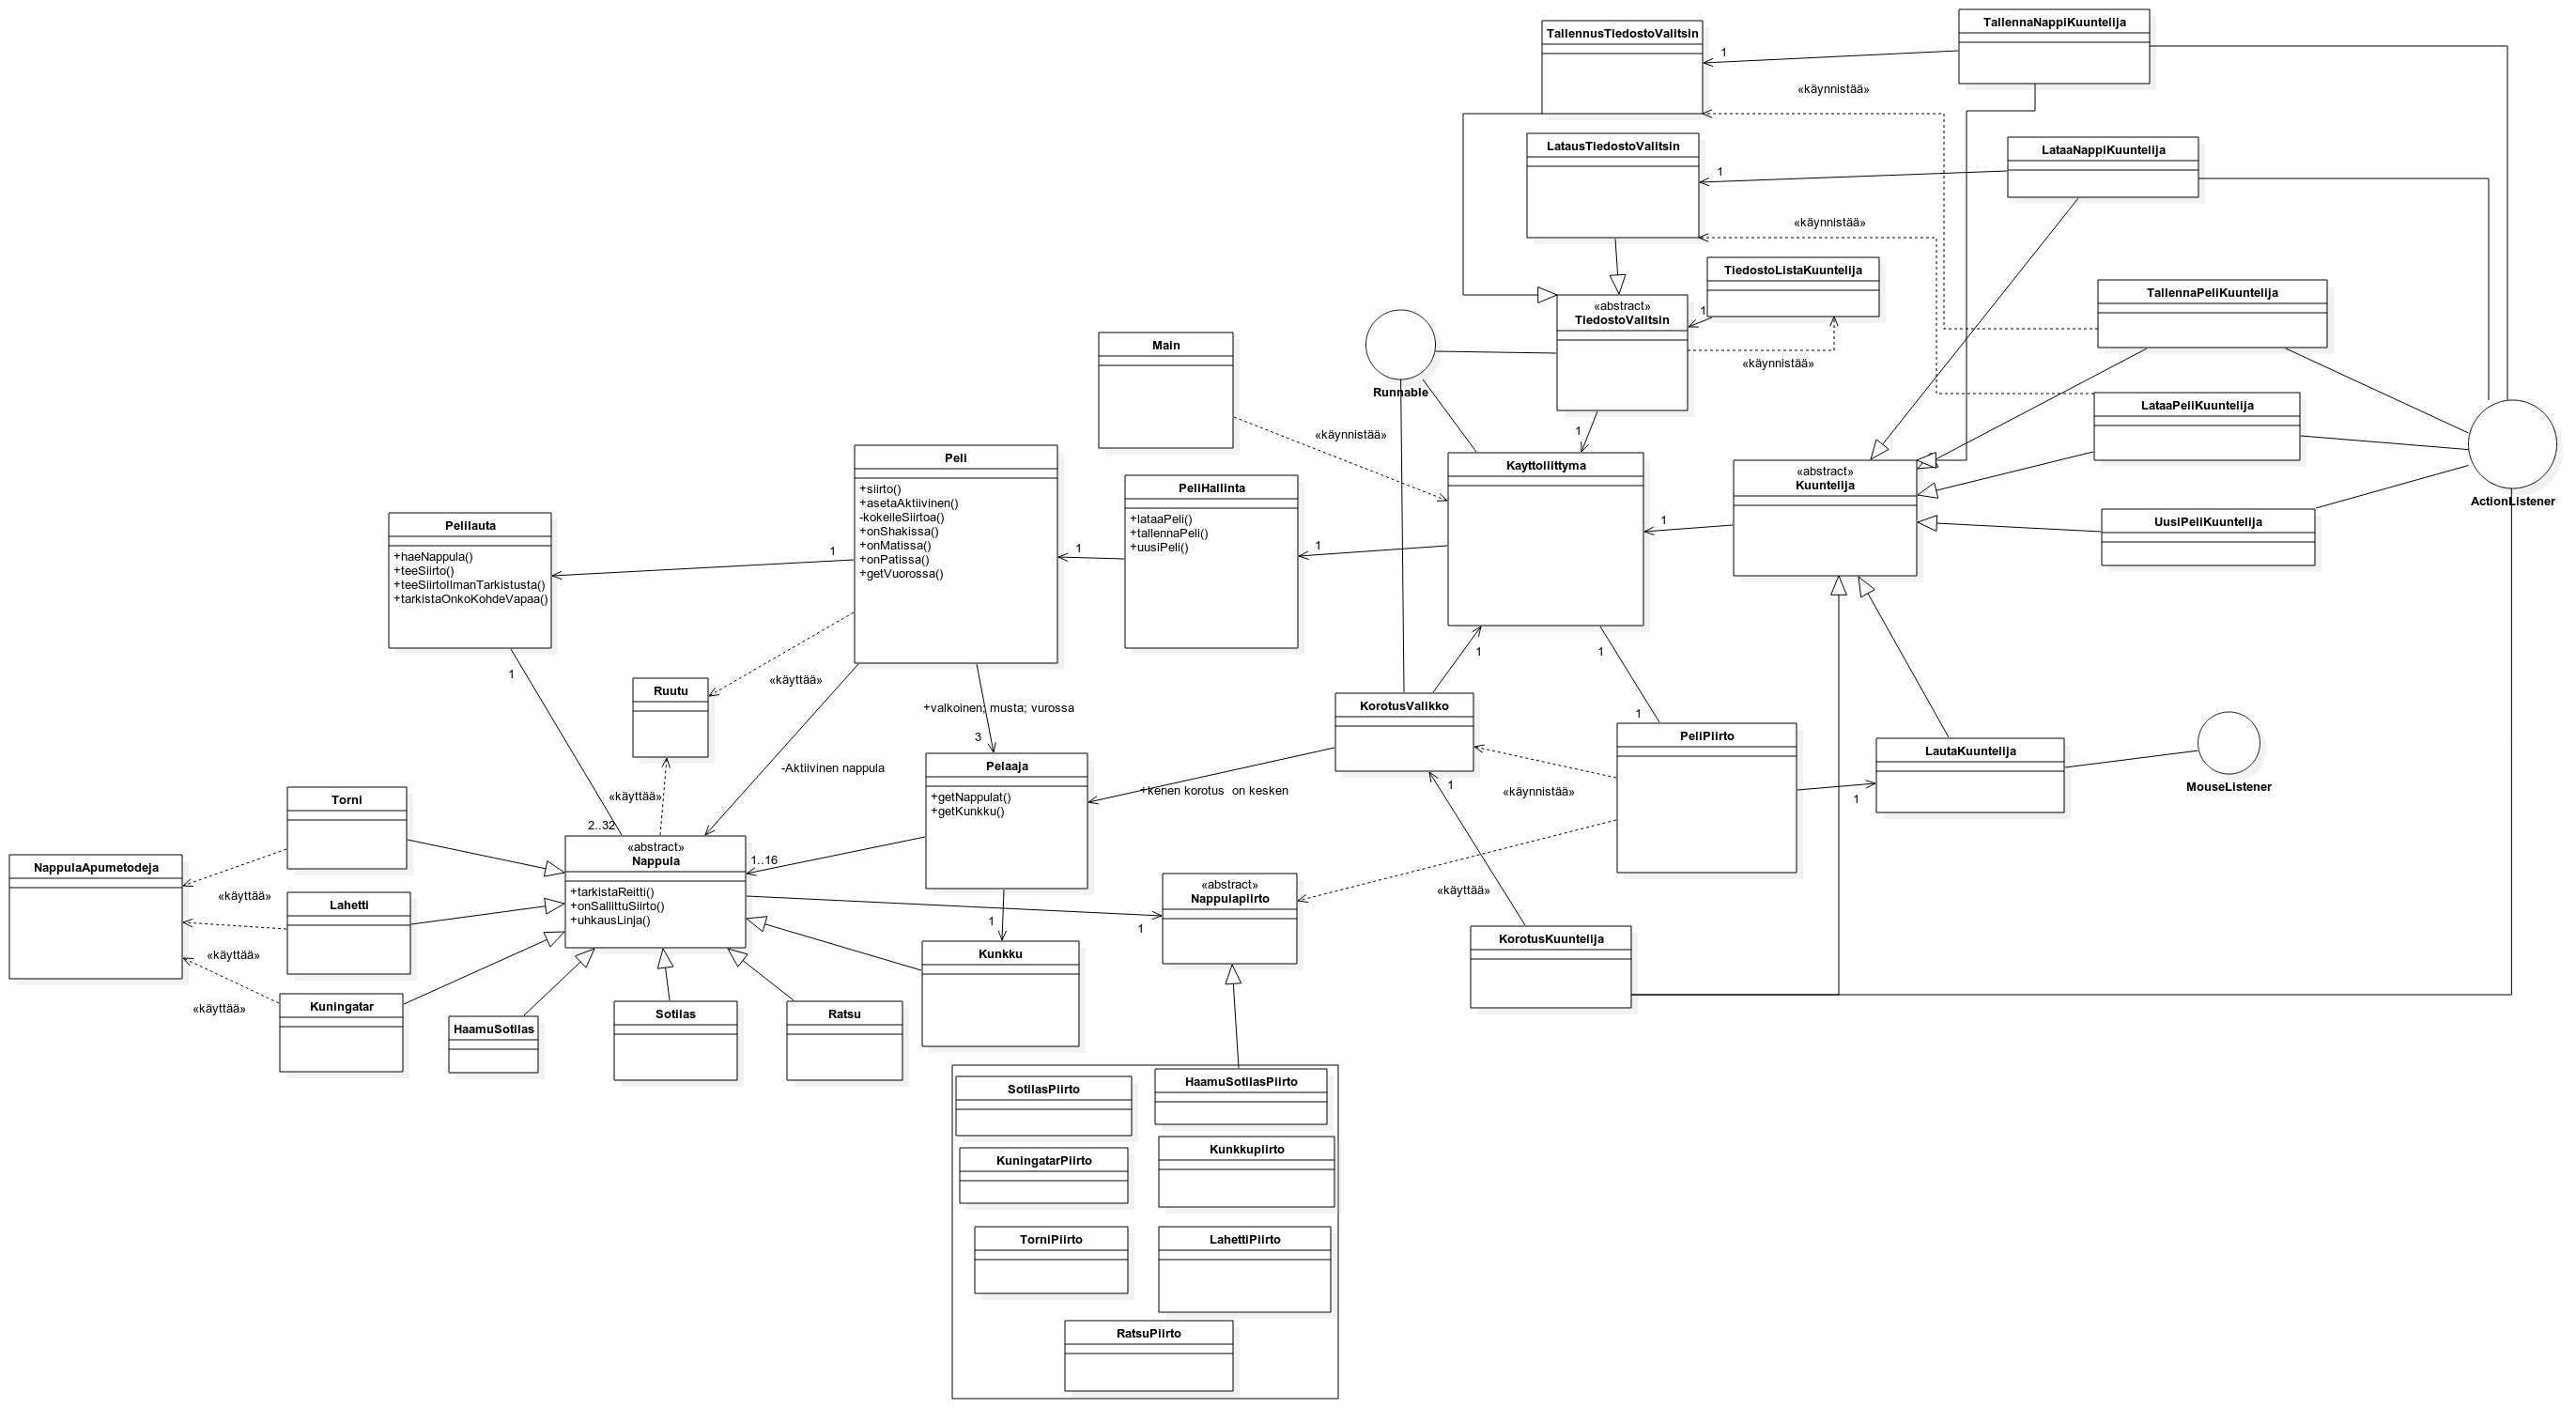 TallennaNappiKuuntelija
TallennusTiedostoValitsin
1
«käynnistää»
LatausTiedostoValitsin
LataaNappiKuuntelija
1
«käynnistää»
TiedostoListaKuuntelija
TallennaPeliKuuntelija
«abstract»
TiedostoValitsin
1
«käynnistää»
Runnable
Main
LataaPeliKuuntelija
«käynnistää»
1
Peli
+siirto()
+asetaAktiivinen()
-kokeileSiirtoa()
+onShakissa()
+onMatissa()
+onPatissa()
+getVuorossa()
Kayttoliittyma
«abstract»
Kuuntelija
ActionListener
PeliHallinta
+lataaPeli()
+tallennaPeli()
+uusiPeli()
UusiPeliKuuntelija
Pelilauta
+haeNappula()
+teeSiirto()
+teeSiirtoIlmanTarkistusta()
+tarkistaOnkoKohdeVapaa()
1
1
1
1
1
1
1
«käyttää»
Ruutu
+valkoinen; musta; vurossa
3
KorotusValikko
1
PeliPiirto
LautaKuuntelija
MouseListener
Pelaaja
+getNappulat()
+getKunkku()
-Aktiivinen nappula
+kenen korotus  on kesken
1
«käynnistää»
1
«käyttää»
Torni
2..32
«abstract»
Nappula
+tarkistaReitti()
+onSallittuSiirto()
+uhkausLinja()
1..16
NappulaApumetodeja
«käyttää»
Lahetti
«abstract»
Nappulapiirto
1
«käyttää»
1
KorotusKuuntelija
«käyttää»
Kunkku
Kuningatar
«käyttää»
HaamuSotilas
Sotilas
Ratsu
SotilasPiirto
HaamuSotilasPiirto
KuningatarPiirto
Kunkkupiirto
TorniPiirto
LahettiPiirto
RatsuPiirto